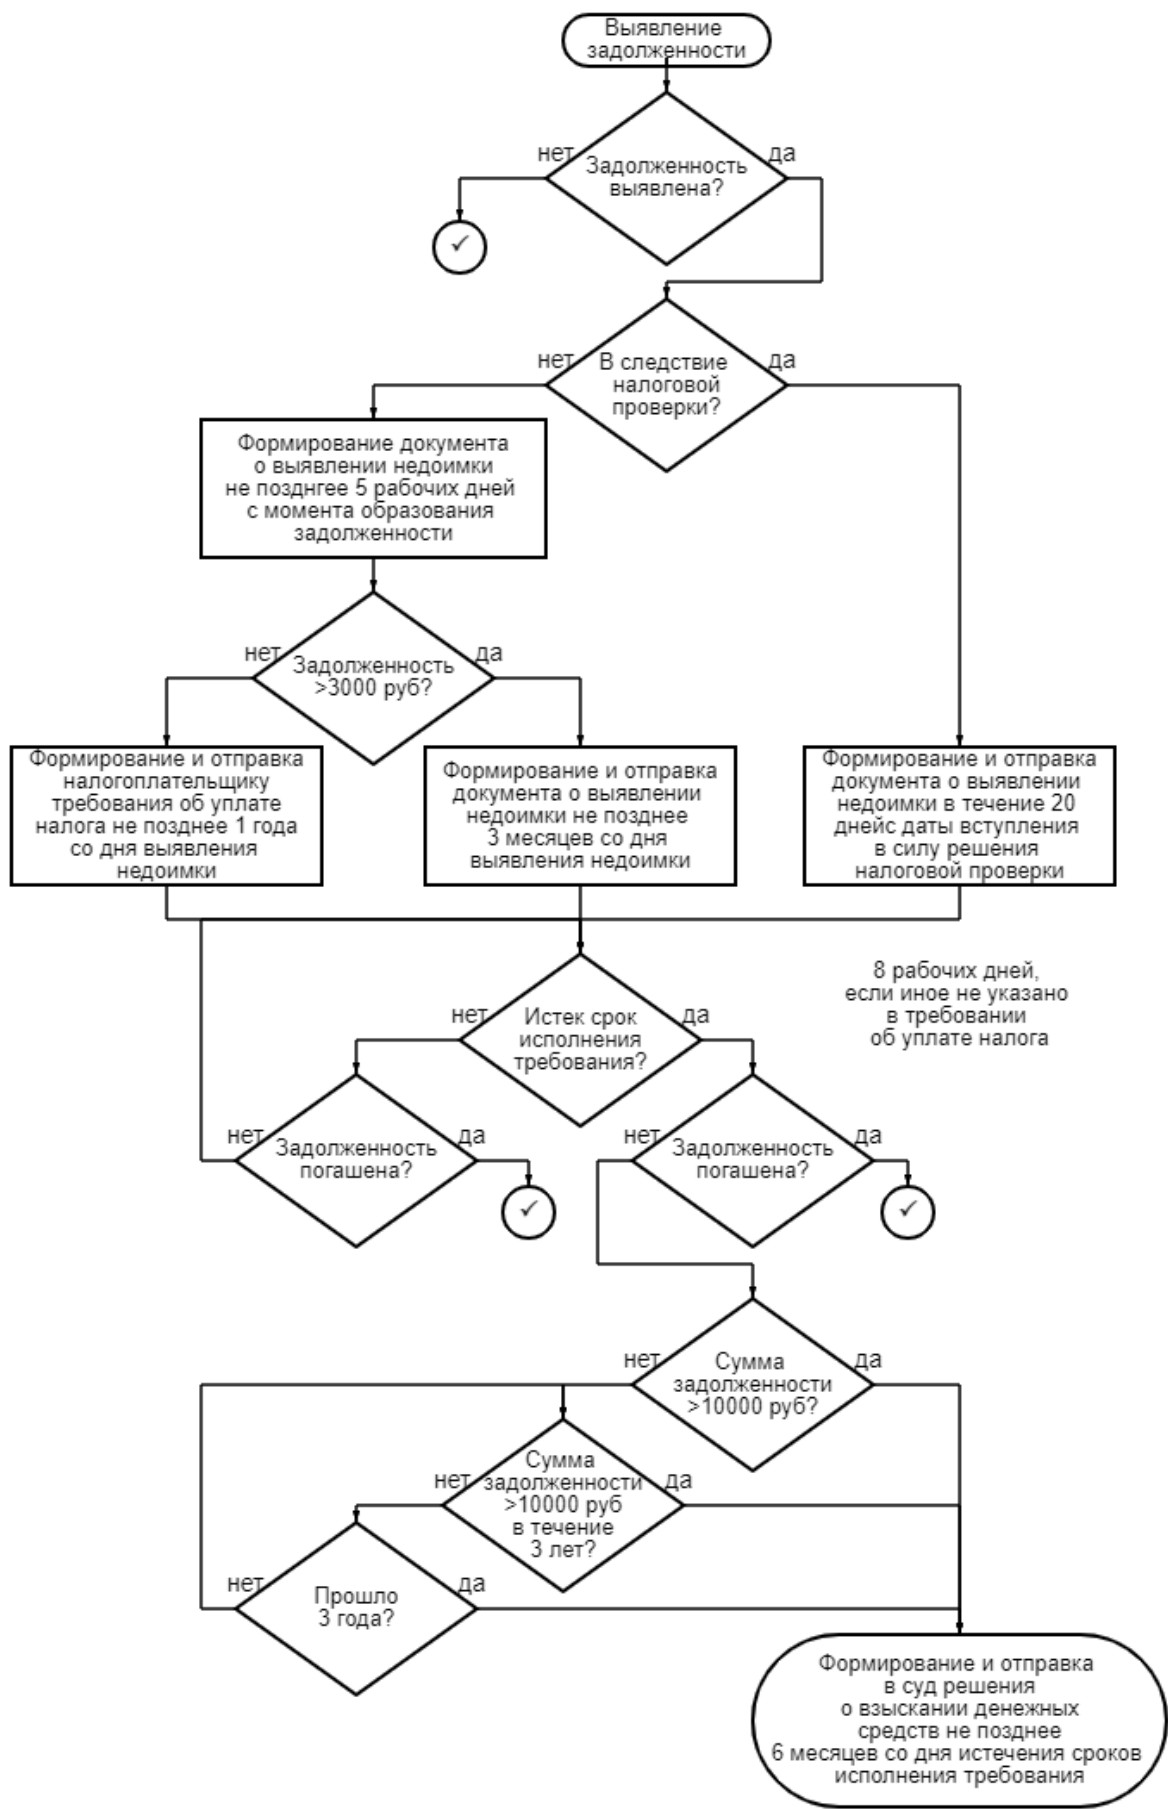 Выявление
задолженности
нет
да
Задолженность
выявлена?
✓
нет
да
В следствие
налоговой
проверки?
Формирование документа
о выявлении недоимки
не позднгее 5 рабочих дней
с момента образования
задолженности
нет
да
Задолженность
>3000 руб?
Формирование и отправка
налогоплательщику
требования об уплате
налога не позднее 1 года
со дня выявления
недоимки
Формирование и отправка
документа о выявлении
недоимки не позднее
3 месяцев со дня
выявления недоимки
Формирование и отправка
документа о выявлении
недоимки в течение 20
днейс даты вступления
в силу решения
налоговой проверки
8 рабочих дней,
если иное не указано
в требовании
об уплате налога
нет
да
Истек срок
исполнения
требования?
нет
да
Задолженность
погашена?
✓
нет
да
Задолженность
погашена?
✓
нет
да
Сумма
задолженности
>10000 руб?
нет
да
Сумма
задолженности
>10000 руб
в течение
3 лет?
нет
да
Прошло
3 года?
Формирование и отправка
в суд решения
о взыскании денежных
средств не позднее
6 месяцев со дня истечения сроков
исполнения требования